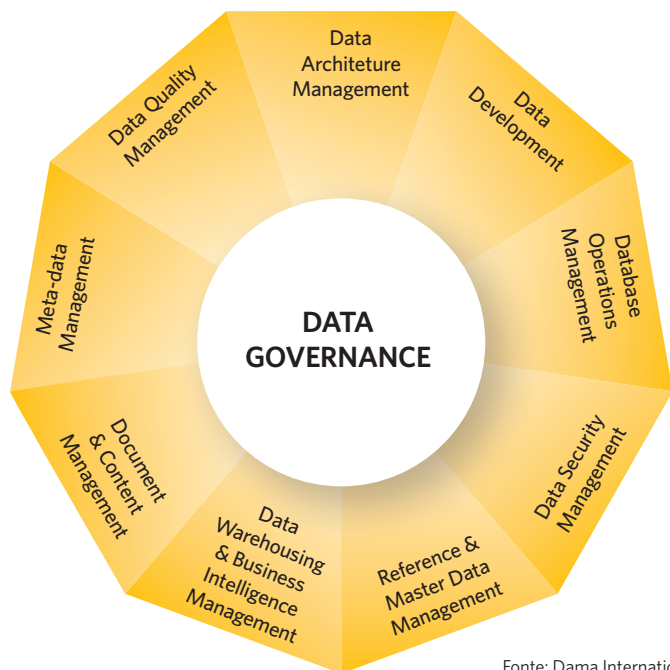 Data
Architeture
Management
Data
Development
Database
Operations
Management
Data Security
Management
Reference &
Master Data
Management
Data
Warehousing
& Business
Intelligence
Management
Document
& Content
Management
Meta-data
Management
Data Quality
Management
DATA
GOVERNANCE
Fonte: Dama Internatio